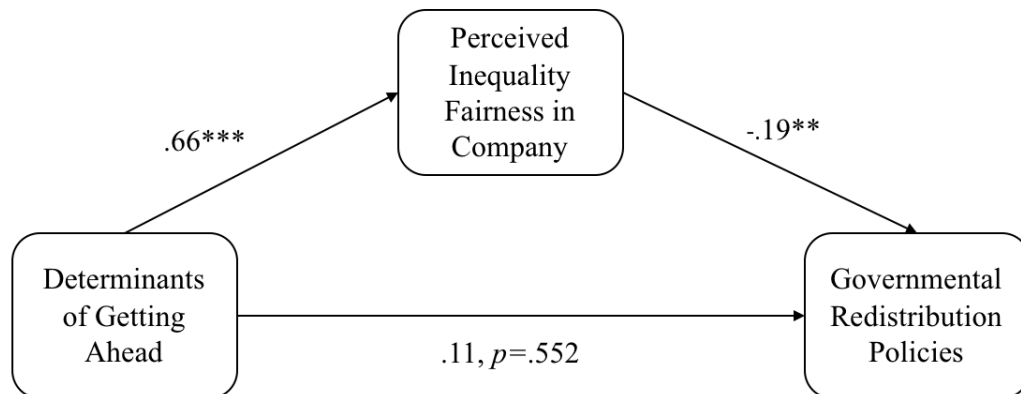 Perceived
Inequality
Fairness in
Company
.66***
-.19**
Determinants
of Getting
Ahead
Governmental
Redistribution
Policies
.11, p=.552